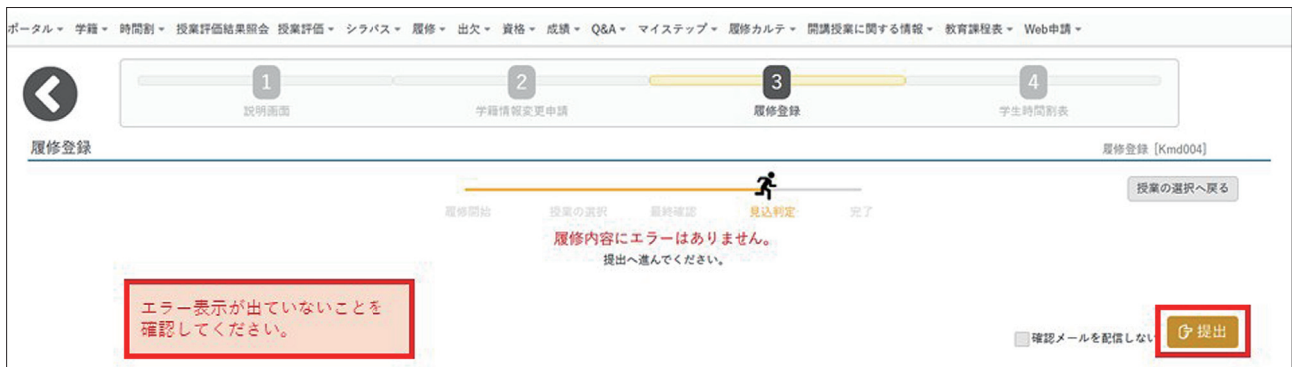 ポータル 学籍 時間割 授業評価結果照会 授業評価 シラバス 履修 出欠 資格 成績 Q&A マイステップ 履修カルテ 開講授業に関する情報 教育課程表 Web申請
1 2 3 4
説明画面 学籍情報変更申請 履修登録 学生時間割表
履修登録
履修登録 [Kmd004]
授業の選択へ戻る
履修開始 授業の選択 最終確認 見込判定 完了
履修内容にエラーはありません。
提出へ進んでください。
エラー表示が出ていないことを
確認してください。
確認メールを配信しない
提出